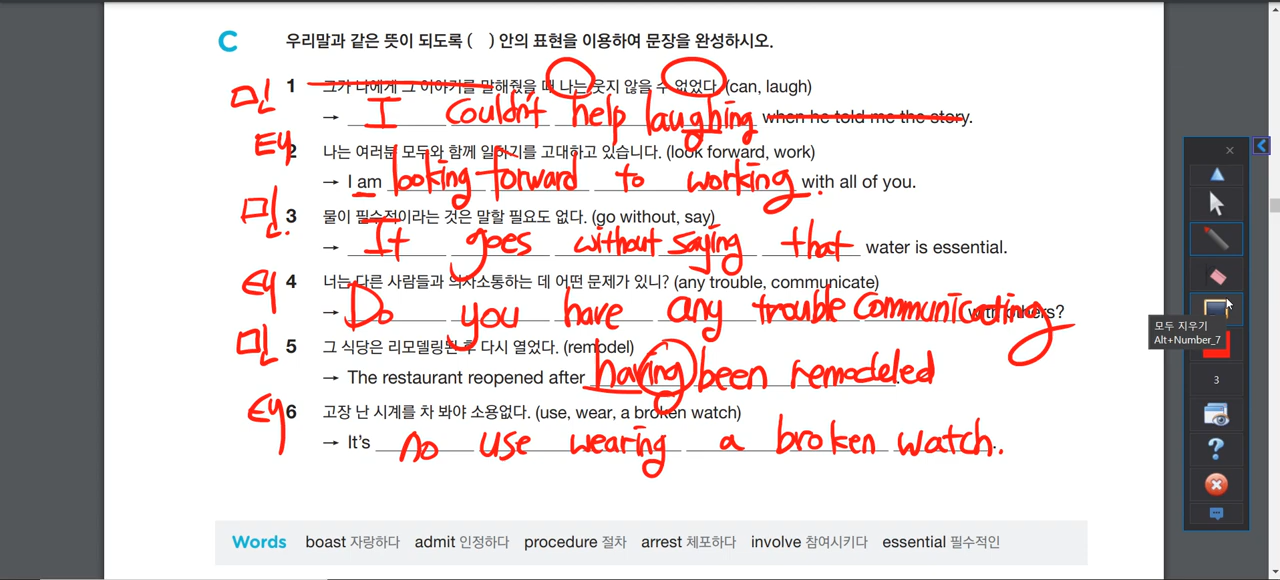 C 우리말과 같은 뜻이 되도록 ( ) 안의 표현을 이용하여 문장을 완성하시오.
민 1 그가 나에게 그 이야기를 말해줬을 때 나는 웃지 않을 수 없었다. (can, laugh)
→ I couldn't help laughing when he told me the story.
2 나는 여러분 모두와 함께 일하기를 고대하고 있습니다. (look forward, work)
→ I am looking forward to working with all of you.
민. 3 물이 필수적이라는 것은 말할 필요도 없다. (go without, say)
→ It goes without saying that water is essential.
4 너는 다른 사람들과 의사소통하는 데 어떤 문제가 있니? (any trouble, communicate)
→ Do you have any trouble communicating with others?
민 5 그 식당은 리모델링된 후 다시 열었다. (remodel)
→ The restaurant reopened after having been remodeled.
6 고장 난 시계를 차 봐야 소용없다. (use, wear, a broken watch)
→ It's no use wearing a broken watch.
Words boast 자랑하다 admit 인정하다 procedure 절차 arrest 체포하다 involve 참여시키다 essential 필수적인
모두 지우기
Alt+Number_7
3